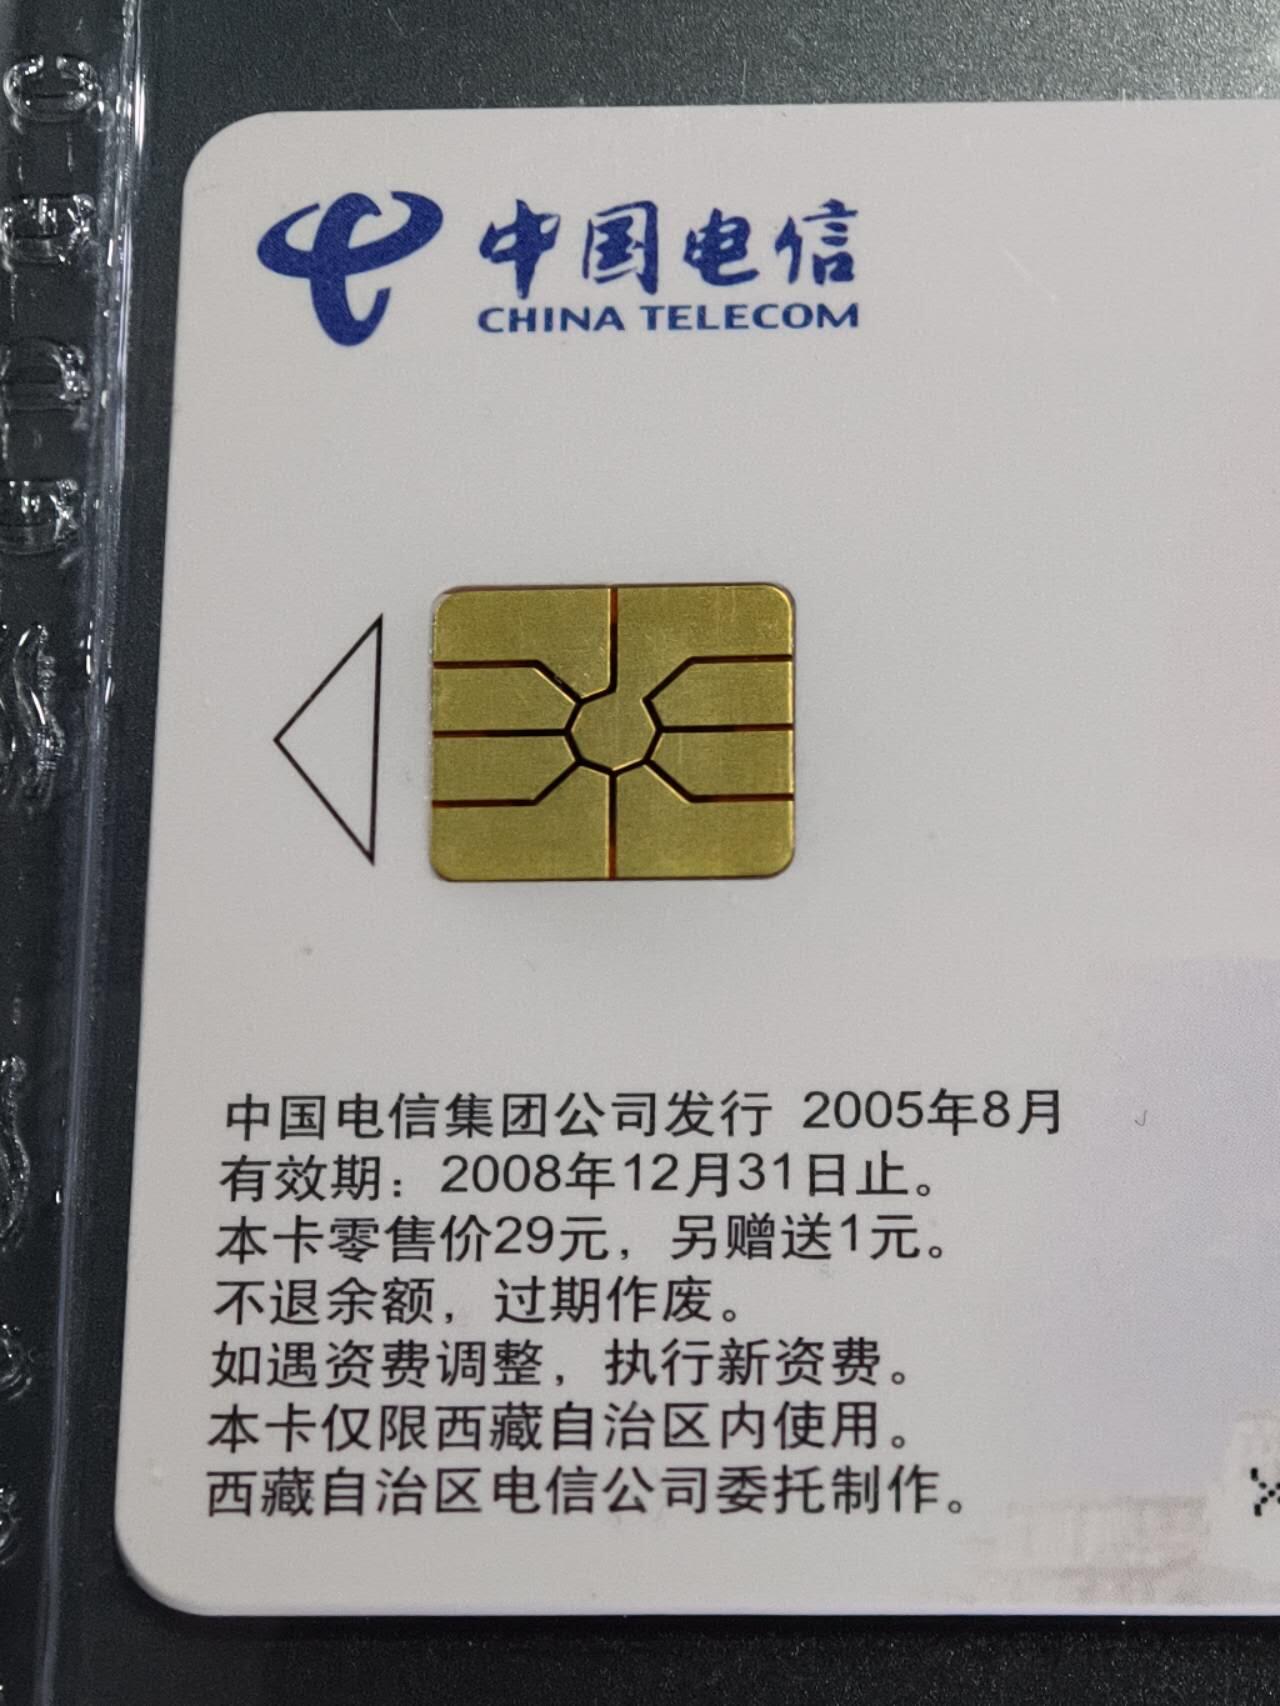 中国电信
CHINA TELECOM
中国电信集团公司发行 2005年8月
有效期：2008年12月31日止。
本卡零售价29元，另赠送1元。
不退余额，过期作废。
如遇资费调整，执行新资费。
本卡仅限西藏自治区内使用。
西藏自治区电信公司委托制作。